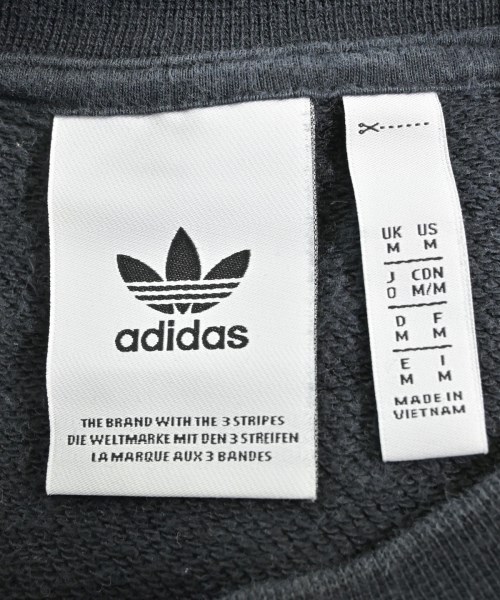 adidas
THE BRAND WITH THE 3 STRIPES
DIE WELTMARKE MIT DEN 3 STREIFEN
LA MARQUE AUX 3 BANDES
UK US
M M
J CDN
O M/M
D F
M M
E I
M M
MADE IN
VIETNAM